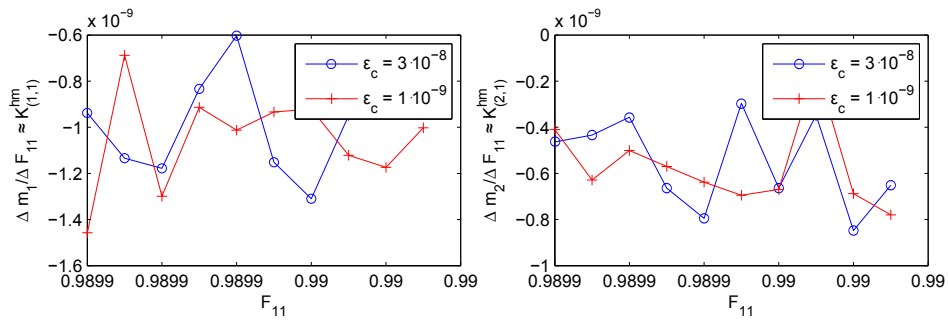 x 10⁻⁹
−0.6
−0.8
−1
−1.2
−1.4
−1.6
0.9899 0.9899 0.9899 0.99 0.99 0.99
F₁₁
Δ m₁/Δ F₁₁ ≈ K^{hm}_{(1,1)}
ε_c = 3·10⁻⁸
ε_c = 1·10⁻⁹
x 10⁻⁹
0
−0.2
−0.4
−0.6
−0.8
−1
0.9899 0.9899 0.9899 0.99 0.99 0.99
F₁₁
Δ m₂/Δ F₁₁ ≈ K^{hm}_{(2,1)}
ε_c = 3·10⁻⁸
ε_c = 1·10⁻⁹